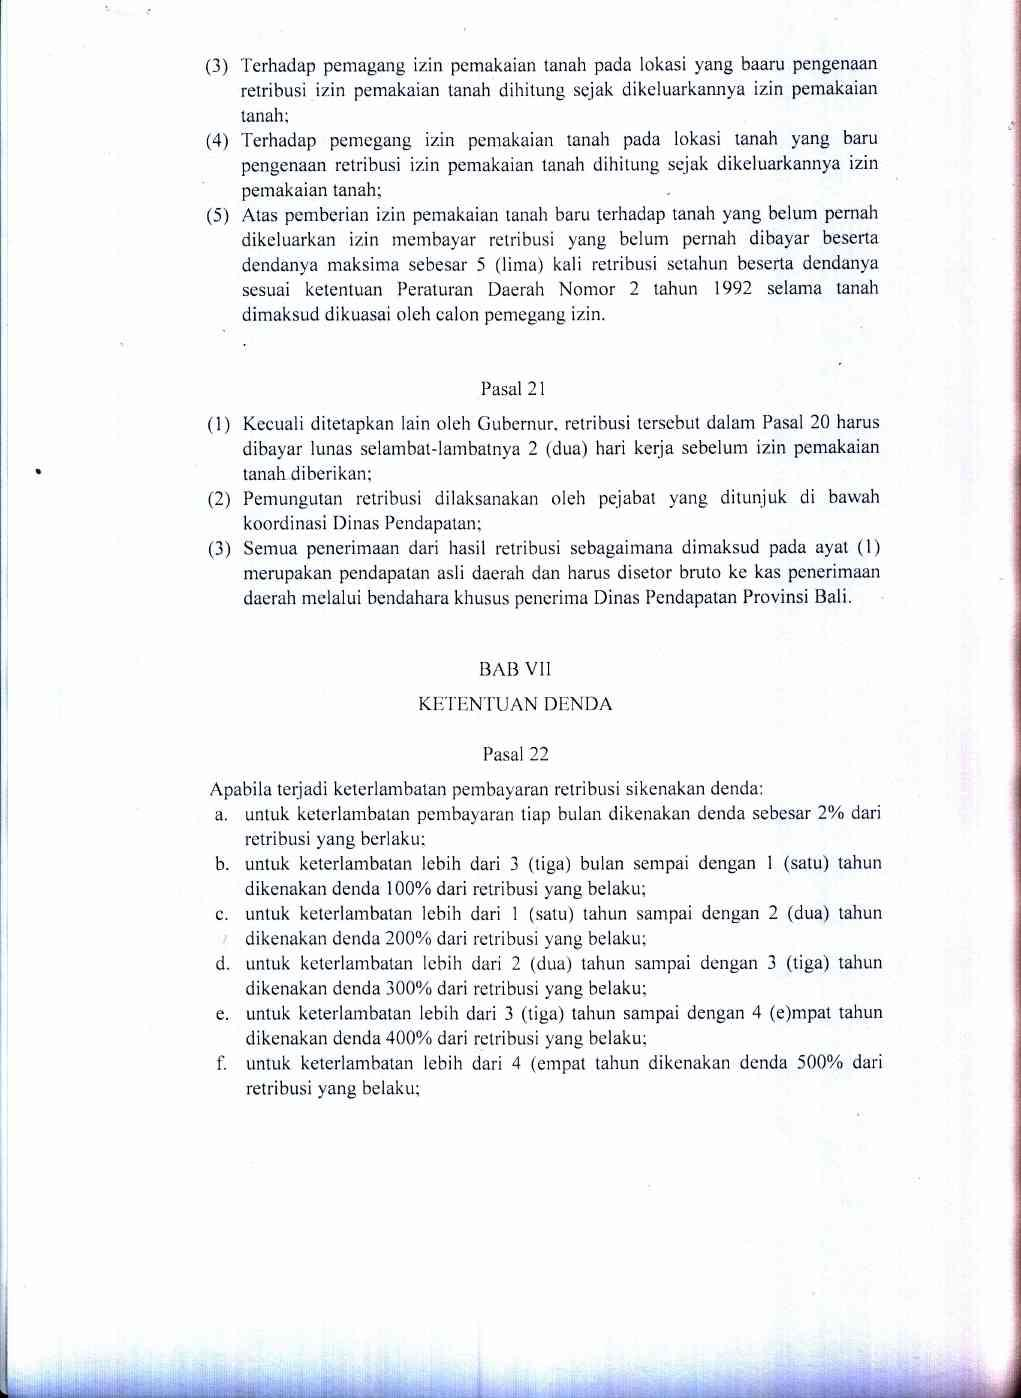 (3) Terhadap pemagang izin pemakaian tanah pada lokasi yang baaru pengenaan
retribusi izin pemakaian tanah dihitung sejak dikeluarkannya izin pemakaian
tanah;
(4) Terhadap pemegang izin pemakaian tanah pada lokasi tanah yang baru
pengenaan retribusi izin pemakaian tanah dihitung sejak dikeluarkannya izin
pemakaian tanah;
(5) Atas pemberian izin pemakaian tanah baru terhadap tanah yang belum pernah
dikeluarkan izin membayar retribusi yang belum pernah dibayar beserta
dendanya maksima sebesar 5 (lima) kali retribusi setahun beserta dendanya
sesuai ketentuan Peraturan Daerah Nomor 2 tahun 1992 selama tanah
dimaksud dikuasai oleh calon pemegang izin.
Pasal 21
(1) Kecuali ditetapkan lain oleh Gubernur, retribusi tersebut dalam Pasal 20 harus
dibayar lunas selambat-lambatnya 2 (dua) hari kerja sebelum izin pemakaian
tanah diberikan;
(2) Pemungutan retribusi dilaksanakan oleh pejabat yang ditunjuk di bawah
koordinasi Dinas Pendapatan;
(3) Semua penerimaan dari hasil retribusi sebagaimana dimaksud pada ayat (1)
merupakan pendapatan asli daerah dan harus disetor bruto ke kas penerimaan
daerah melalui bendahara khusus penerima Dinas Pendapatan Provinsi Bali.
BAB VII
KETENTUAN DENDA
Pasal 22
Apabila terjadi keterlambatan pembayaran retribusi sikenakan denda:
a. untuk keterlambatan pembayaran tiap bulan dikenakan denda sebesar 2% dari
retribusi yang berlaku;
b. untuk keterlambatan lebih dari 3 (tiga) bulan sempai dengan 1 (satu) tahun
dikenakan denda 100% dari retribusi yang belaku;
c. untuk keterlambatan lebih dari 1 (satu) tahun sampai dengan 2 (dua) tahun
dikenakan denda 200% dari retribusi yang belaku;
d. untuk keterlambatan lebih dari 2 (dua) tahun sampai dengan 3 (tiga) tahun
dikenakan denda 300% dari retribusi yang belaku;
e. untuk keterlambatan lebih dari 3 (tiga) tahun sampai dengan 4 (e)mpat tahun
dikenakan denda 400% dari retribusi yang belaku;
f. untuk keterlambatan lebih dari 4 (empat tahun dikenakan denda 500% dari
retribusi yang belaku;